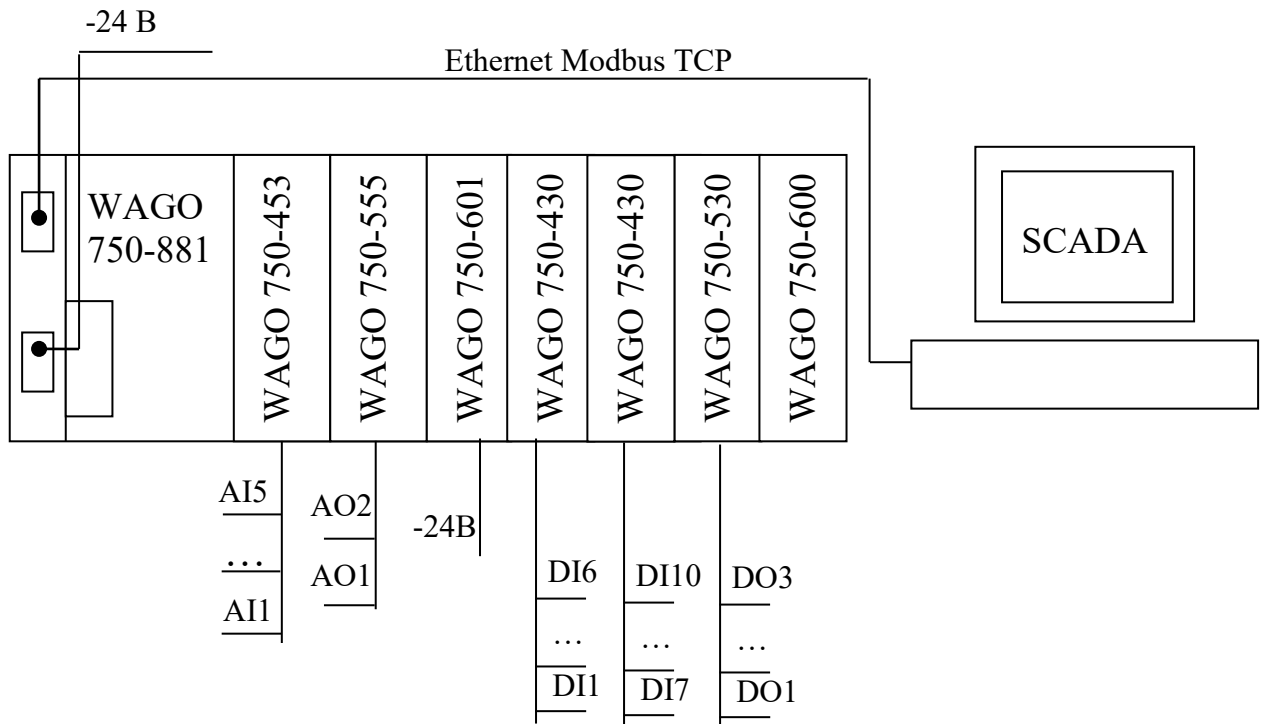 -24 В
Ethernet Modbus TCP
WAGO
750-881
WAGO 750-453
WAGO 750-555
WAGO 750-601
WAGO 750-430
WAGO 750-430
WAGO 750-530
WAGO 750-600
SCADA
AI5
…
AI1
AO2
AO1
-24В
DI6
…
DI1
DI10
…
DI7
DO3
…
DO1